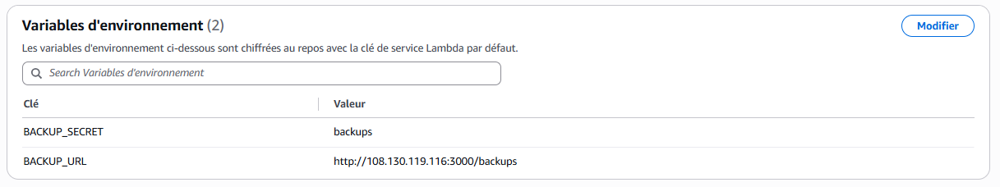 Variables d'environnement (2)
Modifier
Les variables d'environnement ci-dessous sont chiffrées au repos avec la clé de service Lambda par défaut.
Search Variables d'environnement
Clé Valeur
BACKUP_SECRET backups
BACKUP_URL http://108.130.119.116:3000/backups